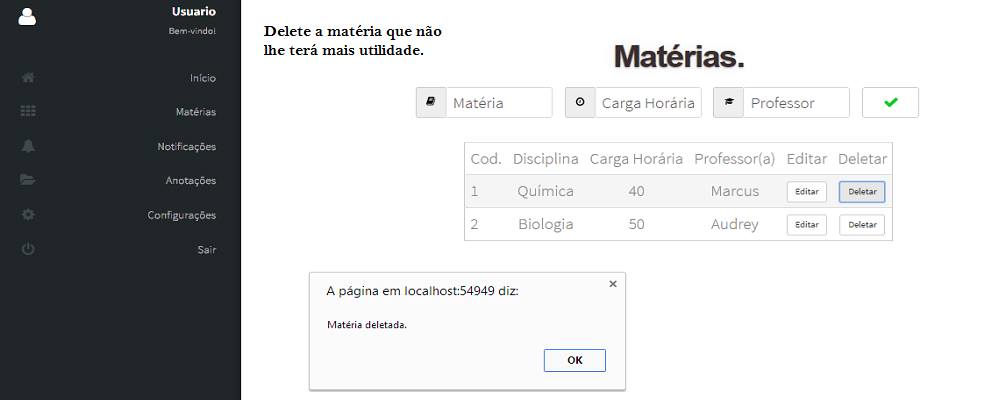 Usuario
Bem-vindo!
Início
Matérias
Notificações
Anotações
Configurações
Sair
Delete a matéria que não
lhe terá mais utilidade.
Matérias.
Matéria Carga Horária Professor
Cod. Disciplina Carga Horária Professor(a) Editar Deletar
1 Química 40 Marcus Editar Deletar
2 Biologia 50 Audrey Editar Deletar
A página em localhost:54949 diz:
Matéria deletada.
OK